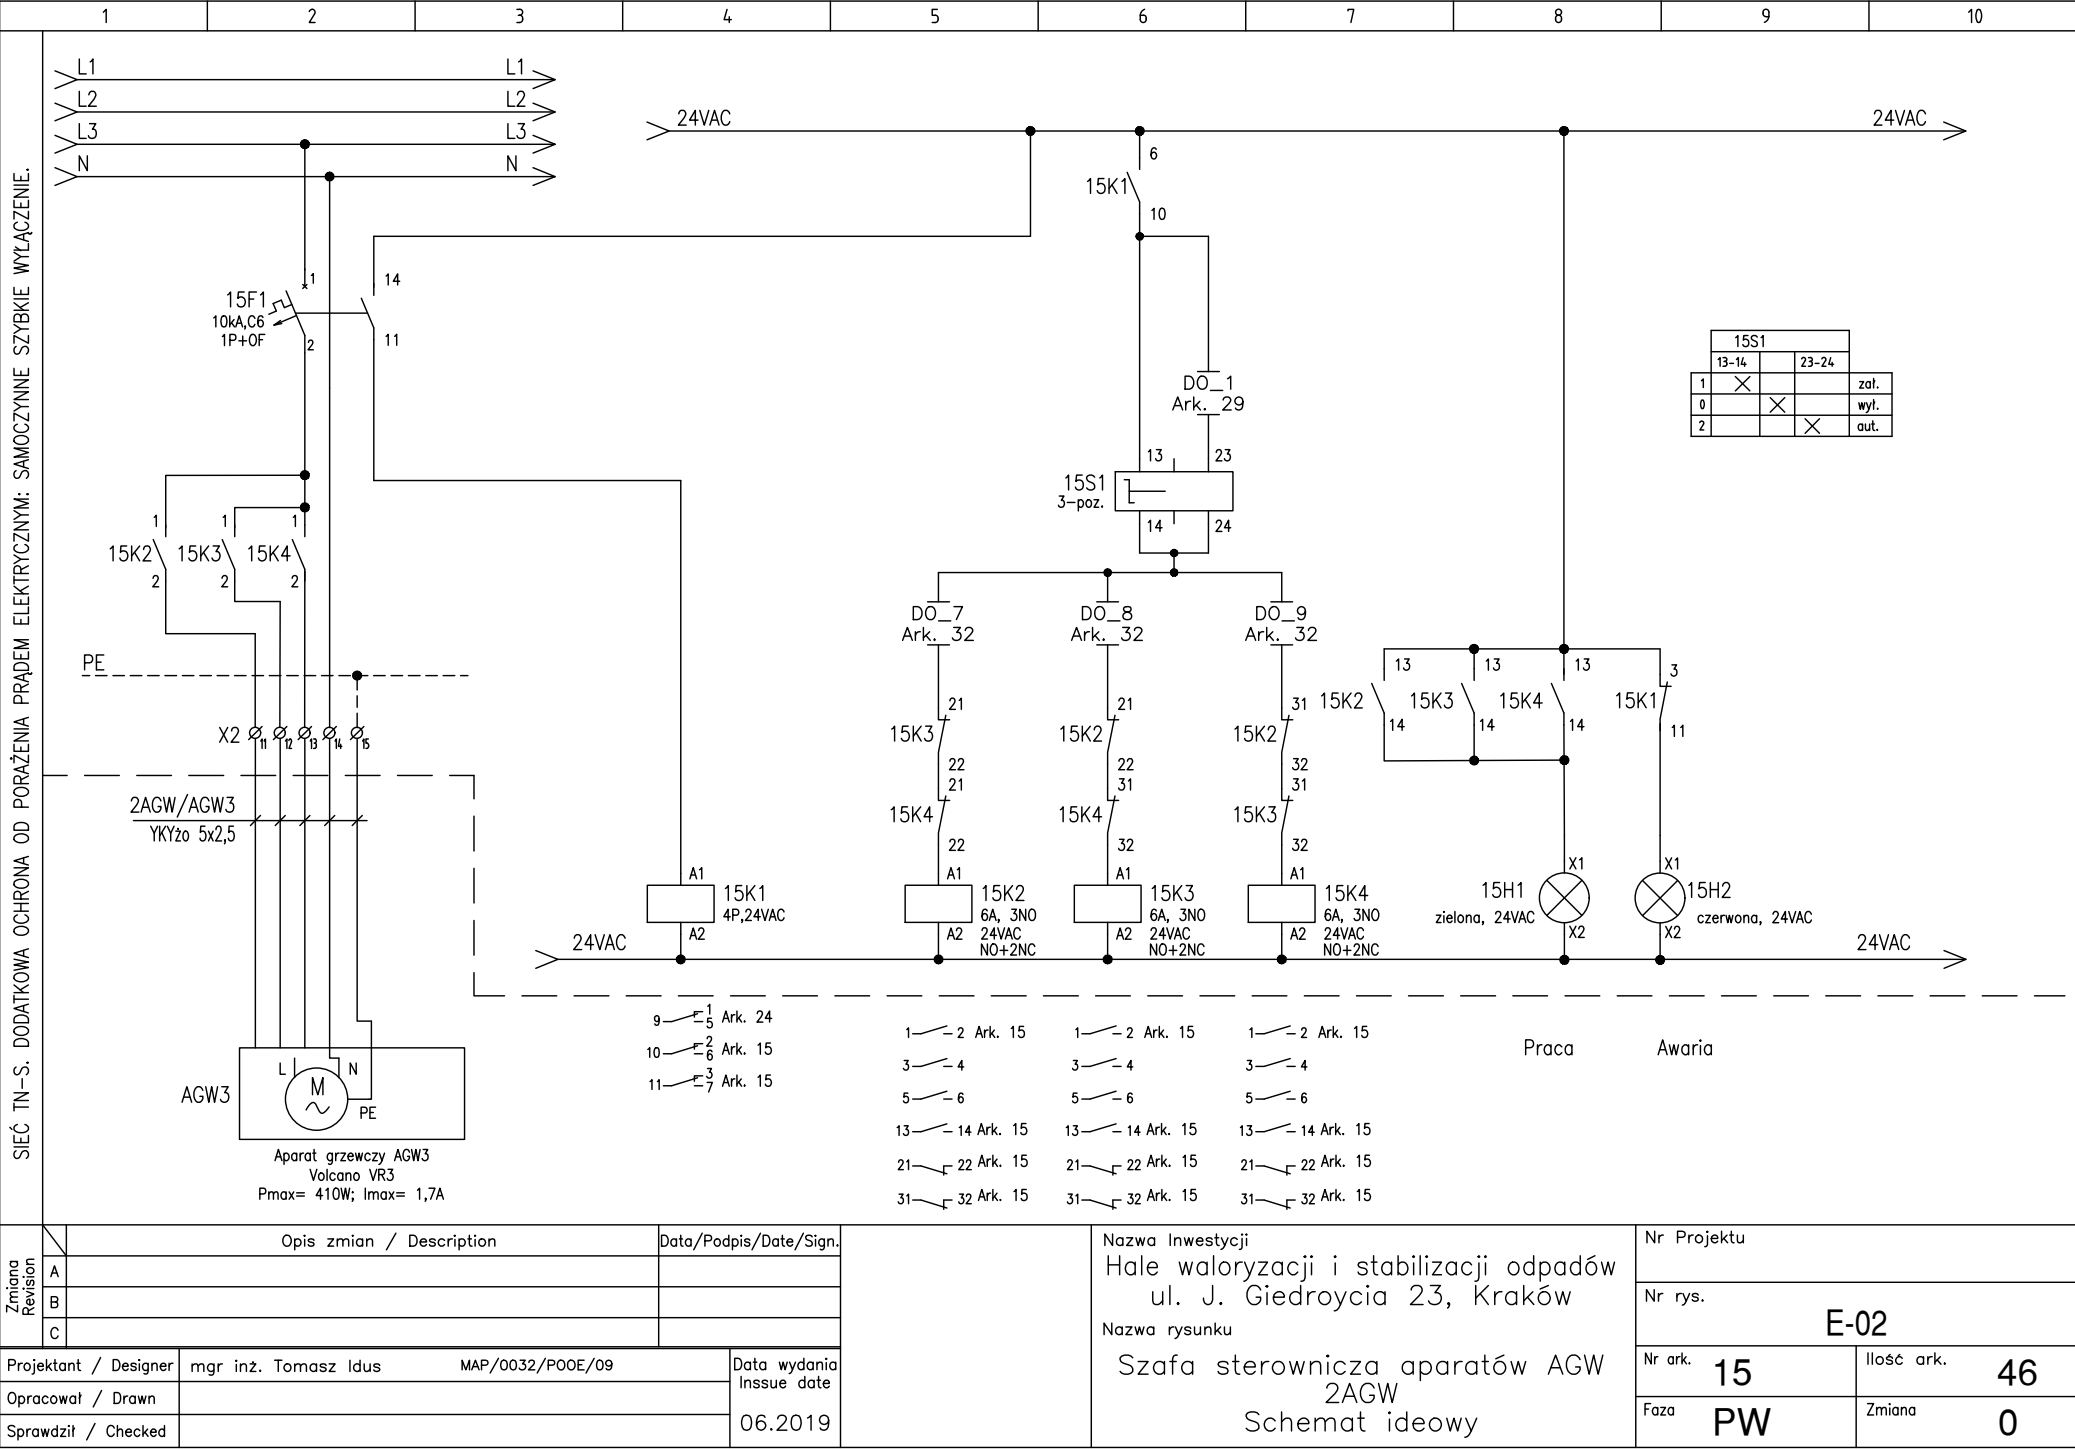 1 2 3 4 5 6 7 8 9 10
L1 L1
L2 L2
L3 L3
N N
24VAC 24VAC
SIEĆ TN-S. DODATKOWA OCHRONA OD PORAŻENIA PRĄDEM ELEKTRYCZNYM: SAMOCZYNNE SZYBKIE WYŁĄCZENIE.
6
15K1
10
1
15F1
10kA,C6
1P+OF
2
14
11
DO_1
Ark. 29
15S1
13-14 23-24
1 zał.
0 wył.
2 aut.
13 23
15S1
3-poz.
14 24
1 1 1
15K2 15K3 15K4
2 2 2
DO_7 DO_8 DO_9
Ark. 32 Ark. 32 Ark. 32
PE
13 13 13 3
15K2 15K3 15K4 15K1
14 14 14 11
21 21 31
15K3 15K2 15K2
22 22 32
21 31 31
15K4 15K4 15K3
22 32 32
X2 11 12 13 14 15
2AGW/AGW3
YKYżo 5x2,5
A1 A1 A1 A1 X1 X1
15K1
4P,24VAC
A2
15K2
6A, 3NO
24VAC
NO+2NC
A2
15K3
6A, 3NO
24VAC
NO+2NC
A2
15K4
6A, 3NO
24VAC
NO+2NC
A2
15H1
zielona, 24VAC
X2
15H2
czerwona, 24VAC
X2
24VAC 24VAC
9 1 5 Ark. 24
10 2 6 Ark. 15
11 3 7 Ark. 15
1 2 Ark. 15 1 2 Ark. 15 1 2 Ark. 15
3 4 3 4 3 4
5 6 5 6 5 6
13 14 Ark. 15 13 14 Ark. 15 13 14 Ark. 15
21 22 Ark. 15 21 22 Ark. 15 21 22 Ark. 15
31 32 Ark. 15 31 32 Ark. 15 31 32 Ark. 15
Praca Awaria
L M N
PE
AGW3
Aparat grzewczy AGW3
Volcano VR3
Pmax= 410W; Imax= 1,7A
Zmiana
Revision
Opis zmian / Description Data/Podpis/Date/Sign.
A
B
C
Projektant / Designer mgr inż. Tomasz Idus MAP/0032/POOE/09
Opracował / Drawn
Sprawdził / Checked
Data wydania
Inssue date
06.2019
Nazwa Inwestycji
Hale waloryzacji i stabilizacji odpadów
ul. J. Giedroycia 23, Kraków
Nazwa rysunku
Szafa sterownicza aparatów AGW
2AGW
Schemat ideowy
Nr Projektu
Nr rys.
E-02
Nr ark. 15 Ilość ark. 46
Faza PW Zmiana 0